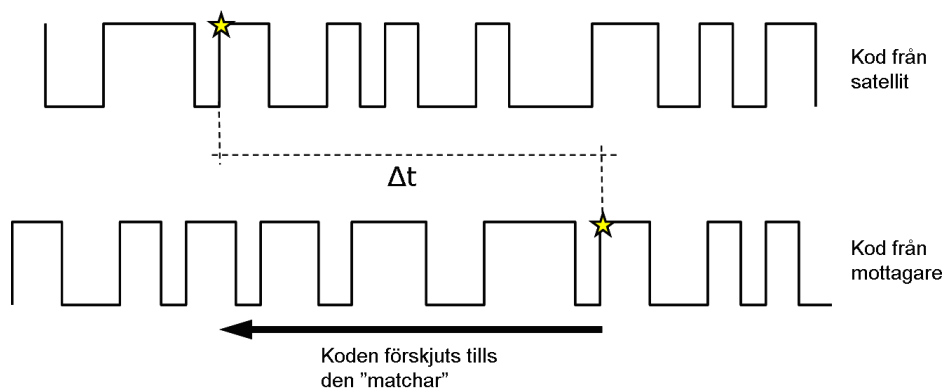 Kod från
satellit
Δt
Kod från
mottagare
Koden förskjuts tills
den ”matchar”